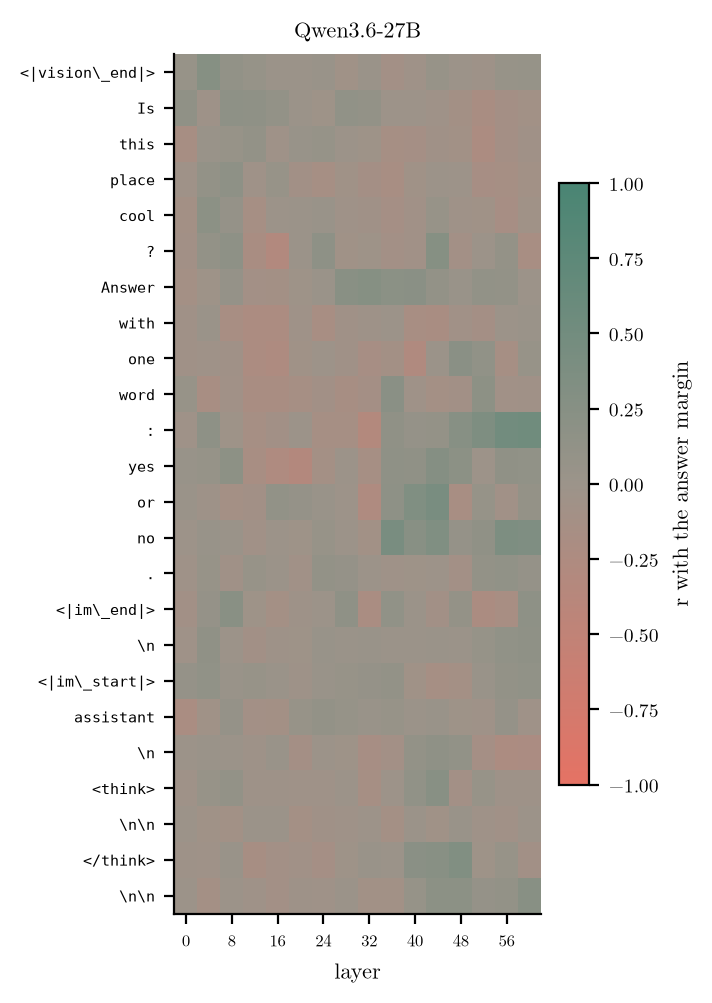 Qwen3.6-27B
<|vision\_end|>
Is
this
place
cool
?
Answer
with
one
word
:
yes
or
no
.
<|im\_end|>
\n
<|im\_start|>
assistant
\n
<think>
\n\n
</think>
\n\n
0 8 16 24 32 40 48 56
layer
1.00
0.75
0.50
0.25
0.00
−0.25
−0.50
−0.75
−1.00
r with the answer margin